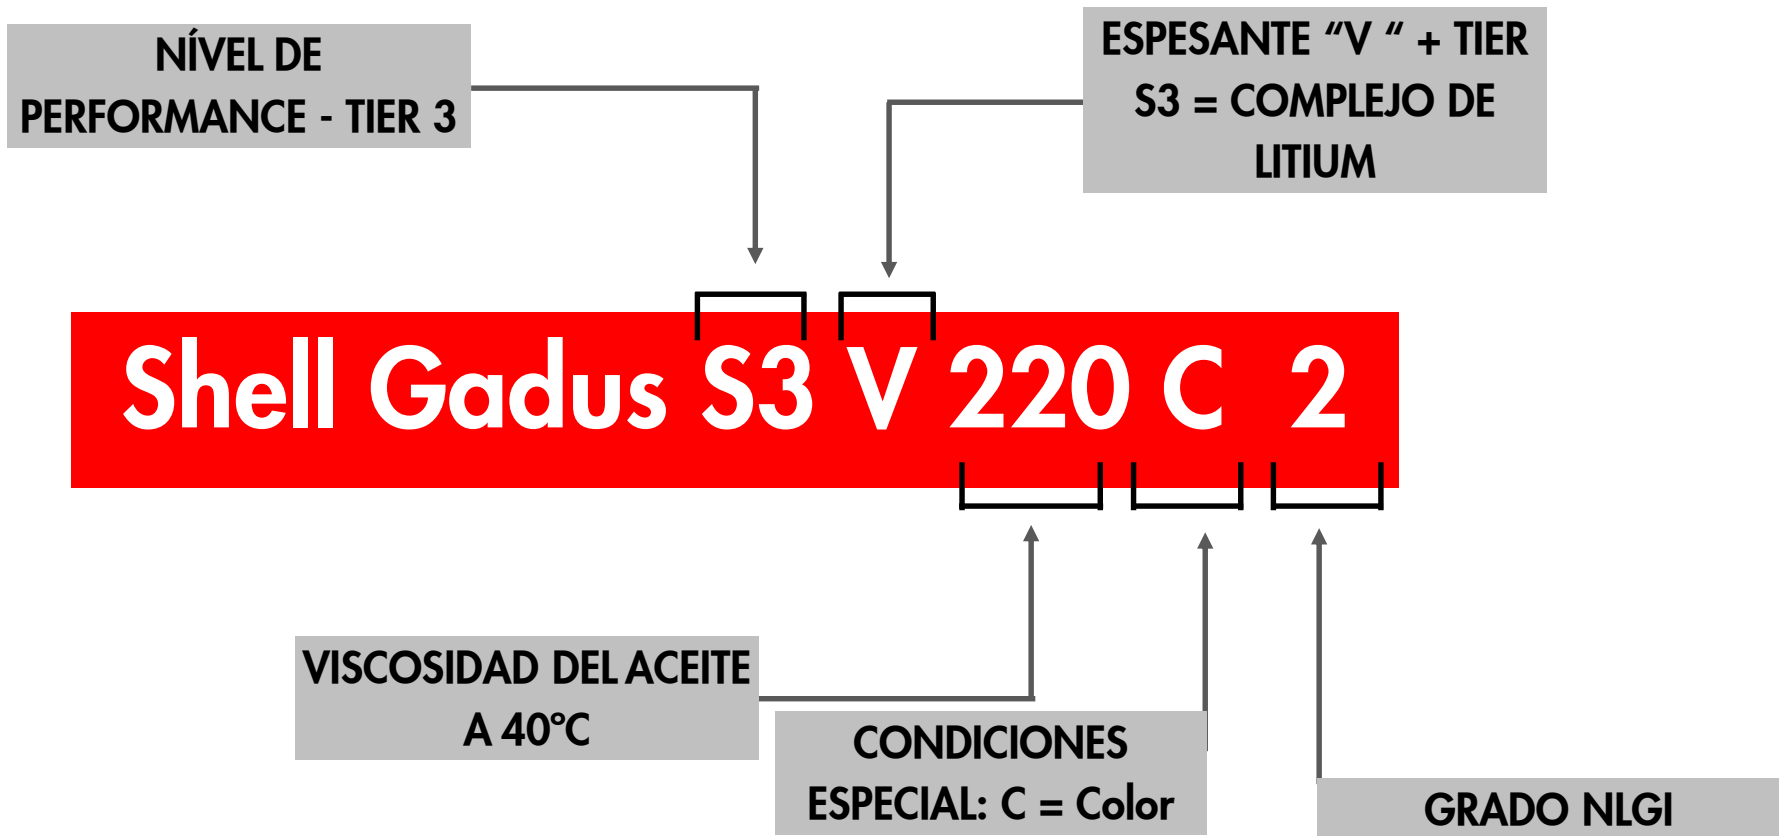 NÍVEL DE
PERFORMANCE - TIER 3
ESPESANTE “V “ + TIER
S3 = COMPLEJO DE
LITIUM
Shell Gadus S3 V 220 C 2
VISCOSIDAD DEL ACEITE
A 40ºC
CONDICIONES
ESPECIAL: C = Color
GRADO NLGI